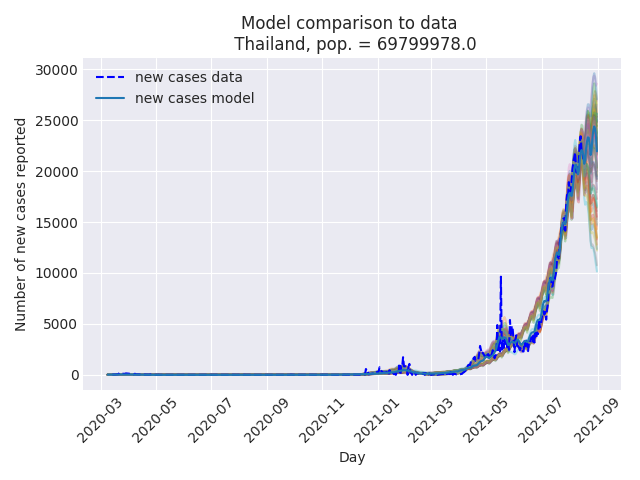 Model comparison to data
Thailand, pop. = 69799978.0
new cases data
new cases model
Number of new cases reported
30000
25000
20000
15000
10000
5000
0
2020-03
2020-05
2020-07
2020-09
2020-11
2021-01
2021-03
2021-05
2021-07
2021-09
Day